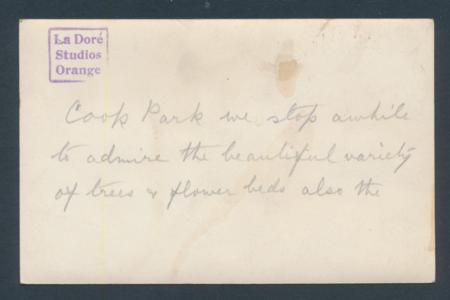 La Doré
Studios
Orange
Cook Park we stop awhile
to admire the beautiful variety
of trees & flower beds also the